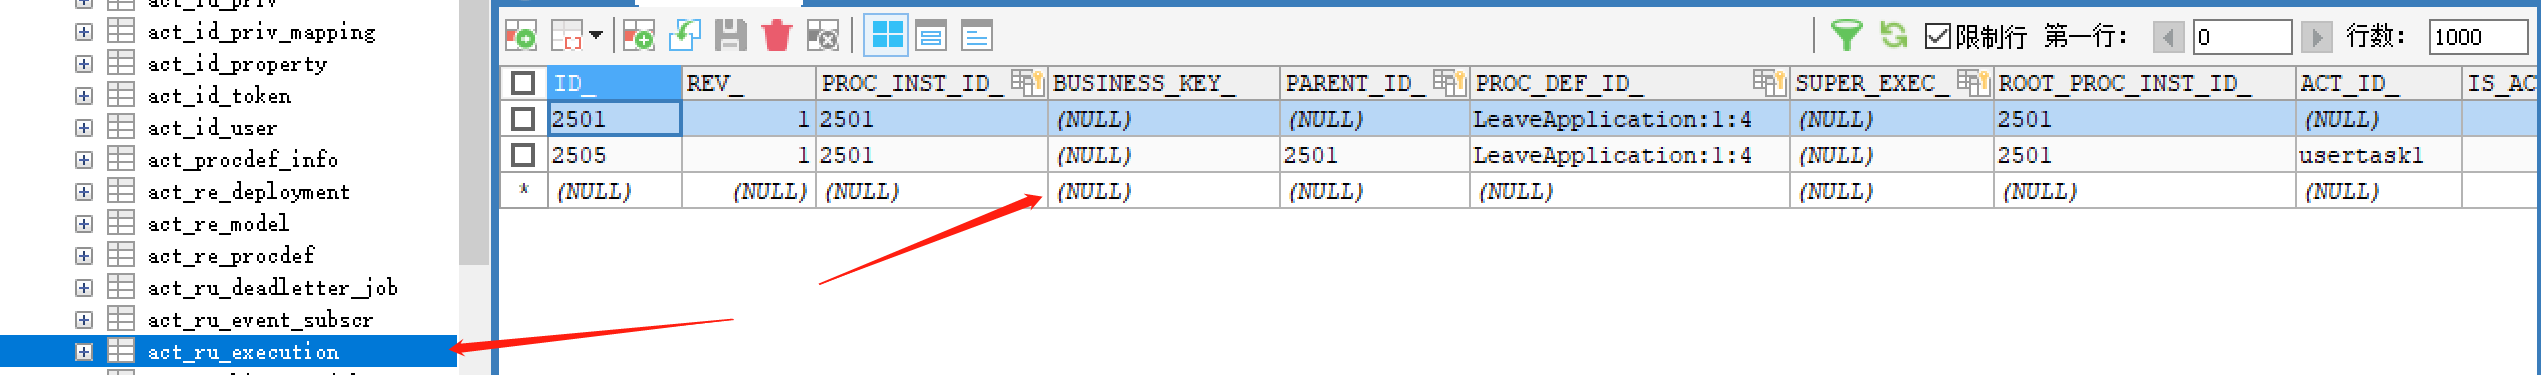 act_id_priv
act_id_priv_mapping
act_id_property
act_id_token
act_id_user
act_procdef_info
act_re_deployment
act_re_model
act_re_procdef
act_ru_deadletter_job
act_ru_event_subscr
act_ru_execution
限制行 第一行: 0 行数: 1000
ID_ REV_ PROC_INST_ID_ BUSINESS_KEY_ PARENT_ID_ PROC_DEF_ID_ SUPER_EXEC_ ROOT_PROC_INST_ID_ ACT_ID_ IS_AC
2501 1 2501 (NULL) (NULL) LeaveApplication:1:4 (NULL) 2501 (NULL)
2505 1 2501 (NULL) 2501 LeaveApplication:1:4 (NULL) 2501 usertask1
* (NULL) (NULL) (NULL) (NULL) (NULL) (NULL) (NULL) (NULL) (NULL)